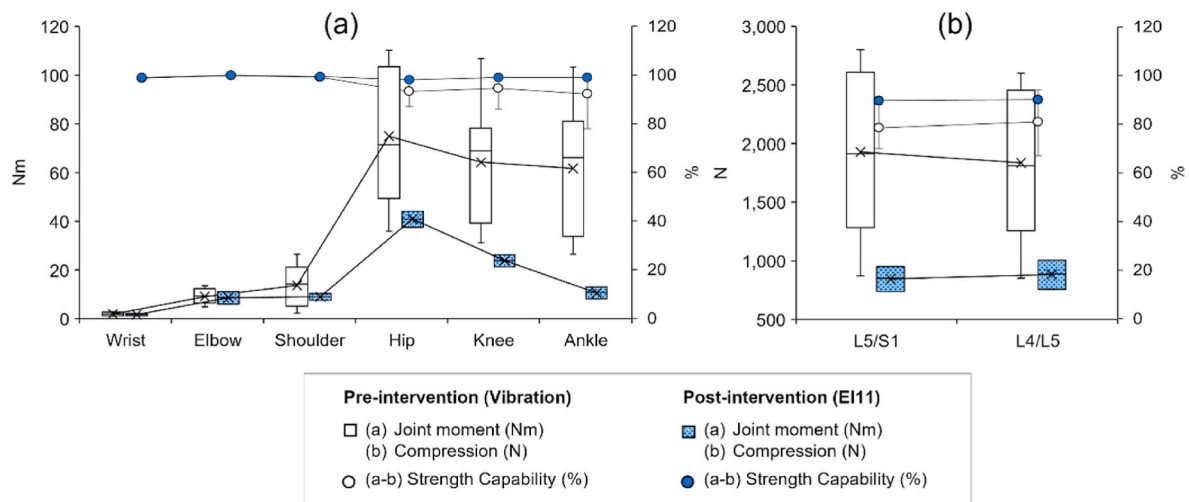 (a)
(b)
120
100
80
60
40
20
0
Nm
120
100
80
60
40
20
0
%
Wrist Elbow Shoulder Hip Knee Ankle
3,000
2,500
2,000
1,500
1,000
500
N
120
100
80
60
40
20
0
%
L5/S1 L4/L5
Pre-intervention (Vibration)
(a) Joint moment (Nm)
(b) Compression (N)
(a-b) Strength Capability (%)
Post-intervention (EI11)
(a) Joint moment (Nm)
(b) Compression (N)
(a-b) Strength Capability (%)